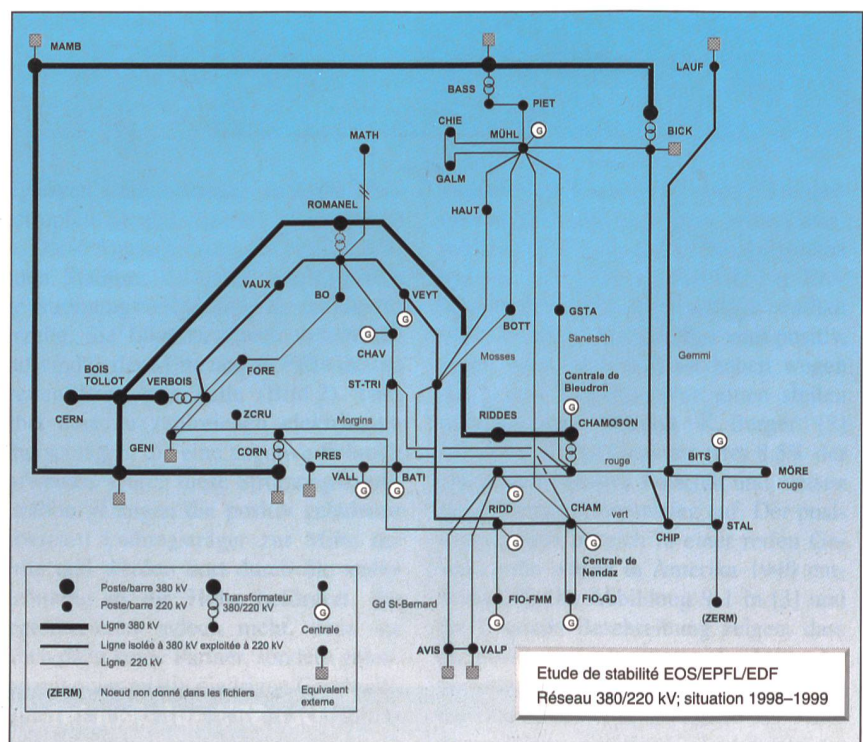 MAMB
LAUF
BASS
PIET
CHIE
BICK
MATH
MÜHL
G
GALM
ROMANEL
HAUT
VAUX
BO
VEYT
G
BOTT
GSTA
G
CHAV
Sanetsch
Mosses
Gemmi
BOIS
TOLLOT
VERBOIS
FORE
ST-TRI
Centrale de
Bieudron
G
CERN
ZCRU
RIDDES
CHAMOSON
Morgins
GENI
CORN
PRES
BITS
G
rouge
VALL
BATI
MÖRE
rouge
G
G
G
RIDD
CHAM
vert
CHIP
STAL
G
G
Centrale de
Nendaz
Poste/barre 380 kV
Transformateur
380/220 kV
Poste/barre 220 kV
Ligne 380 kV
G
Centrale
Ligne isolée à 380 kV exploitée à 220 kV
Ligne 220 kV
(ZERM) Noeud non donné dans les fichiers
Equivalent
externe
Gd St-Bernard
FIO-FMM
FIO-GD
(ZERM)
G
G
AVIS
VALP
Etude de stabilité EOS/EPFL/EDF
Réseau 380/220 kV; situation 1998–1999